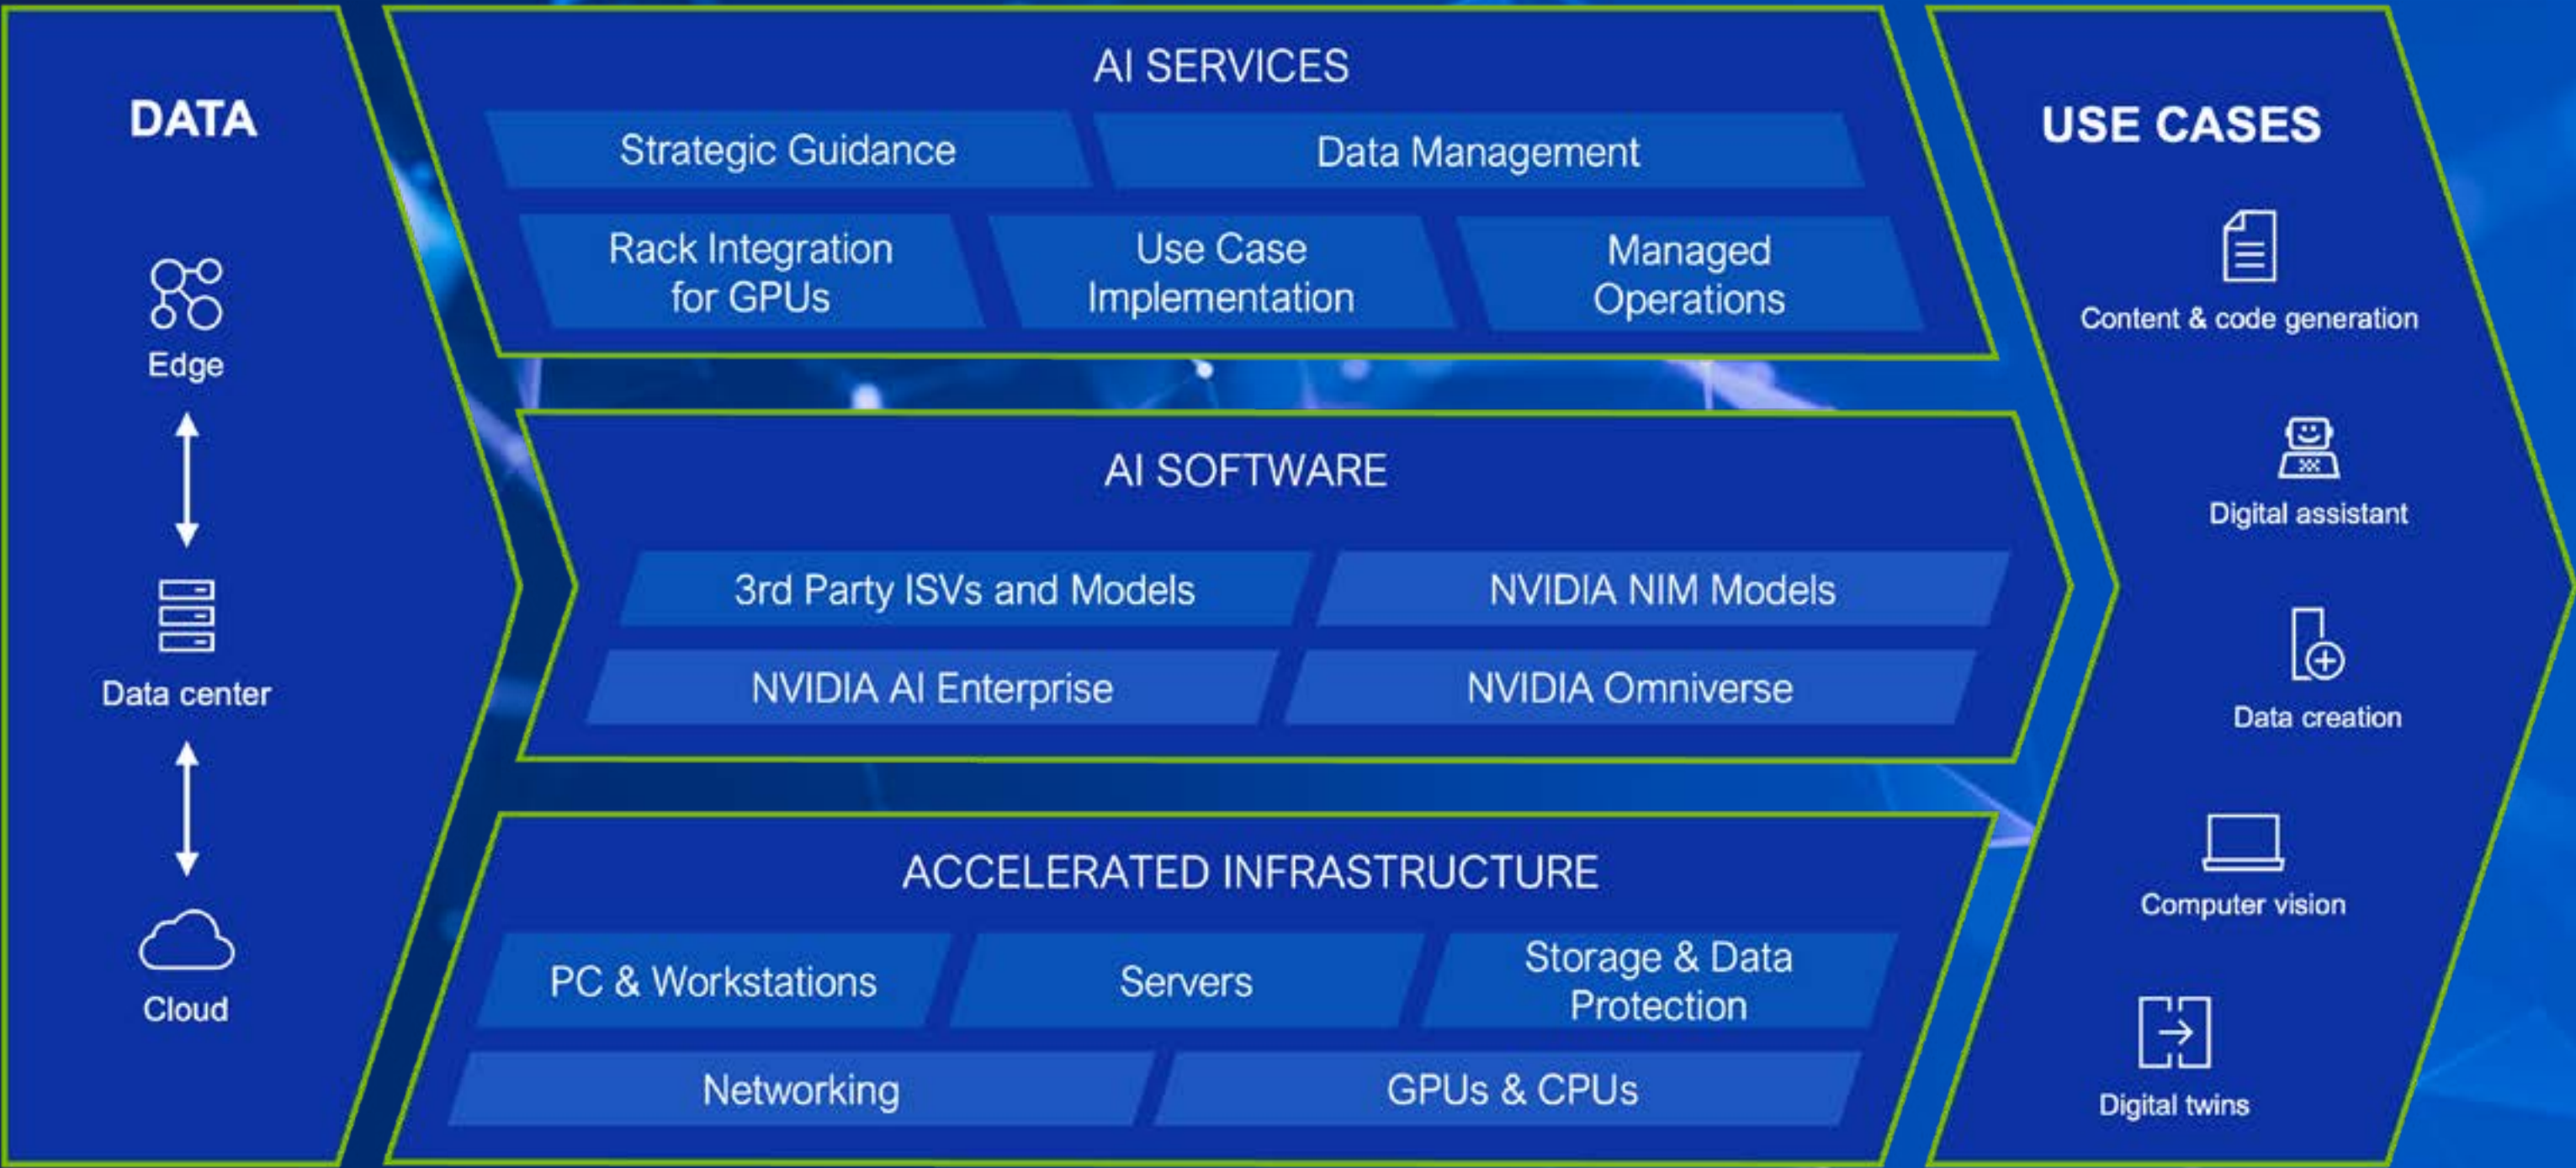 DATA
Edge
Data center
Cloud
AI SERVICES
Strategic Guidance
Data Management
Rack Integration
for GPUs
Use Case
Implementation
Managed
Operations
AI SOFTWARE
3rd Party ISVs and Models
NVIDIA NIM Models
NVIDIA AI Enterprise
NVIDIA Omniverse
ACCELERATED INFRASTRUCTURE
PC & Workstations
Servers
Storage & Data
Protection
Networking
GPUs & CPUs
USE CASES
Content & code generation
Digital assistant
Data creation
Computer vision
Digital twins